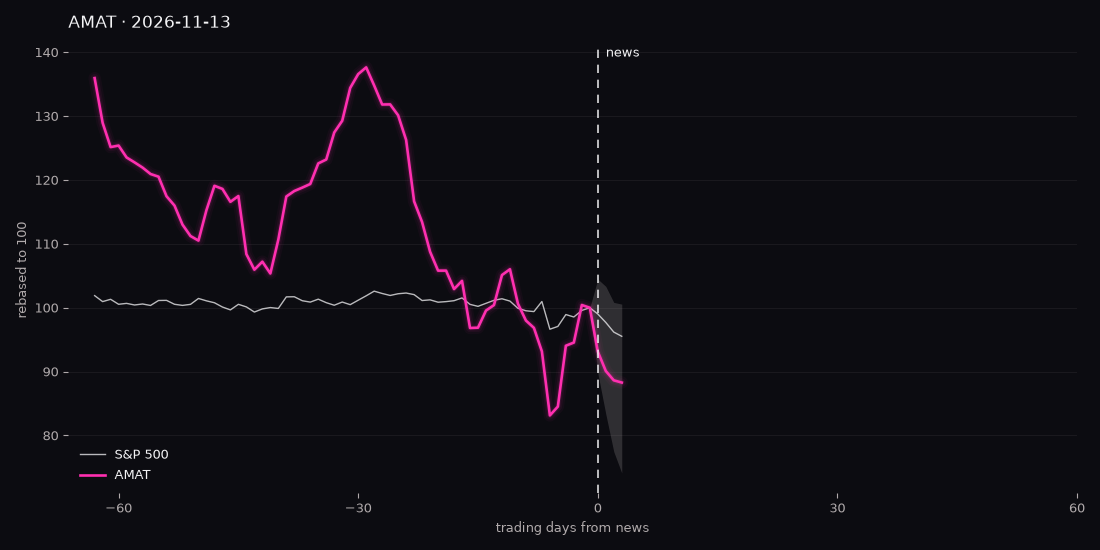 AMAT · 2026-11-13
news
140
130
120
110
100
90
80
rebased to 100
S&P 500
AMAT
−60
−30
0
30
60
trading days from news